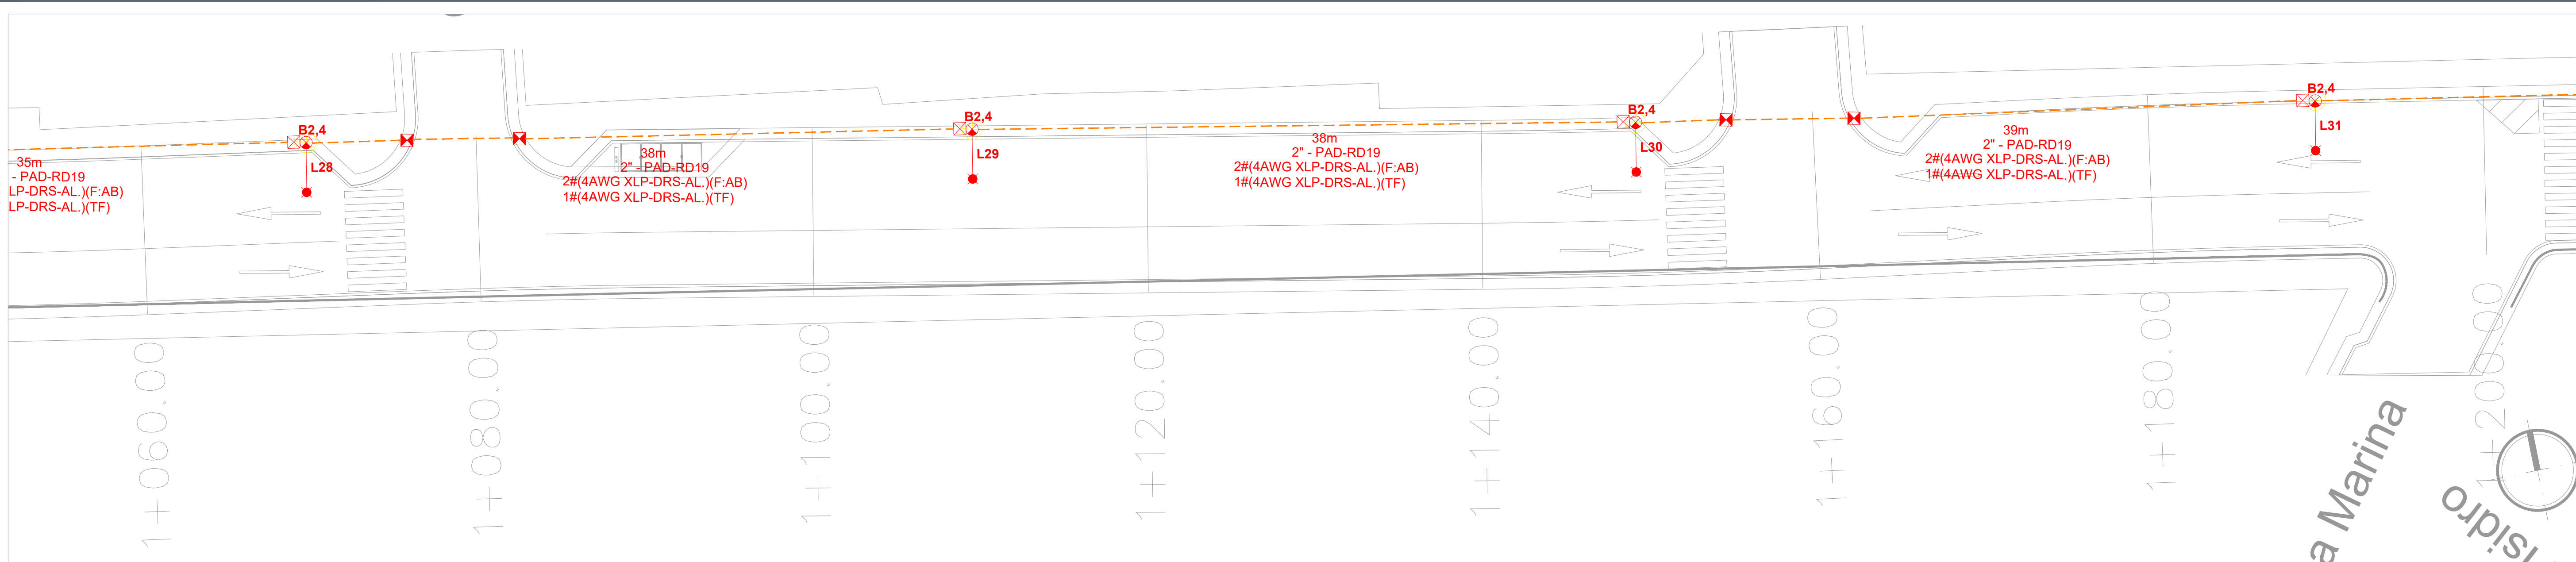 B2,4
L28
35m
- PAD-RD19
LP-DRS-AL.)(F:AB)
LP-DRS-AL.)(TF)
38m
2" - PAD-RD19
2#(4AWG XLP-DRS-AL.)(F:AB)
1#(4AWG XLP-DRS-AL.)(TF)
B2,4
L29
38m
2" - PAD-RD19
2#(4AWG XLP-DRS-AL.)(F:AB)
1#(4AWG XLP-DRS-AL.)(TF)
B2,4
L30
39m
2" - PAD-RD19
2#(4AWG XLP-DRS-AL.)(F:AB)
1#(4AWG XLP-DRS-AL.)(TF)
B2,4
L31
1+060.00
1+080.00
1+100.00
1+120.00
1+140.00
1+160.00
1+180.00
1+200.00
a Marina
Isidro